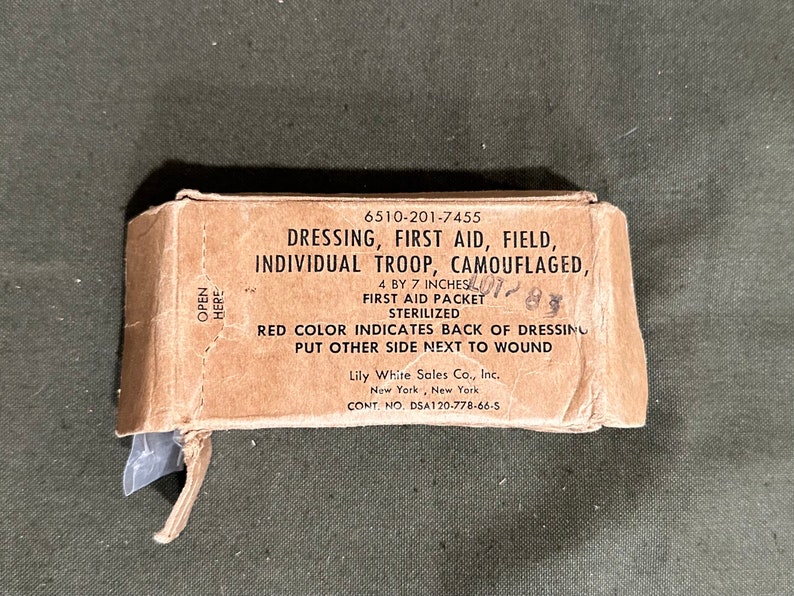 6510-201-7455
DRESSING, FIRST AID, FIELD,
INDIVIDUAL TROOP, CAMOUFLAGED,
4 BY 7 INCHES
LOT 83
FIRST AID PACKET
STERILIZED
RED COLOR INDICATES BACK OF DRESSING
PUT OTHER SIDE NEXT TO WOUND
Lily White Sales Co., Inc.
New York, New York
CONT. NO. DSA120-778-66-S
OPEN
HERE